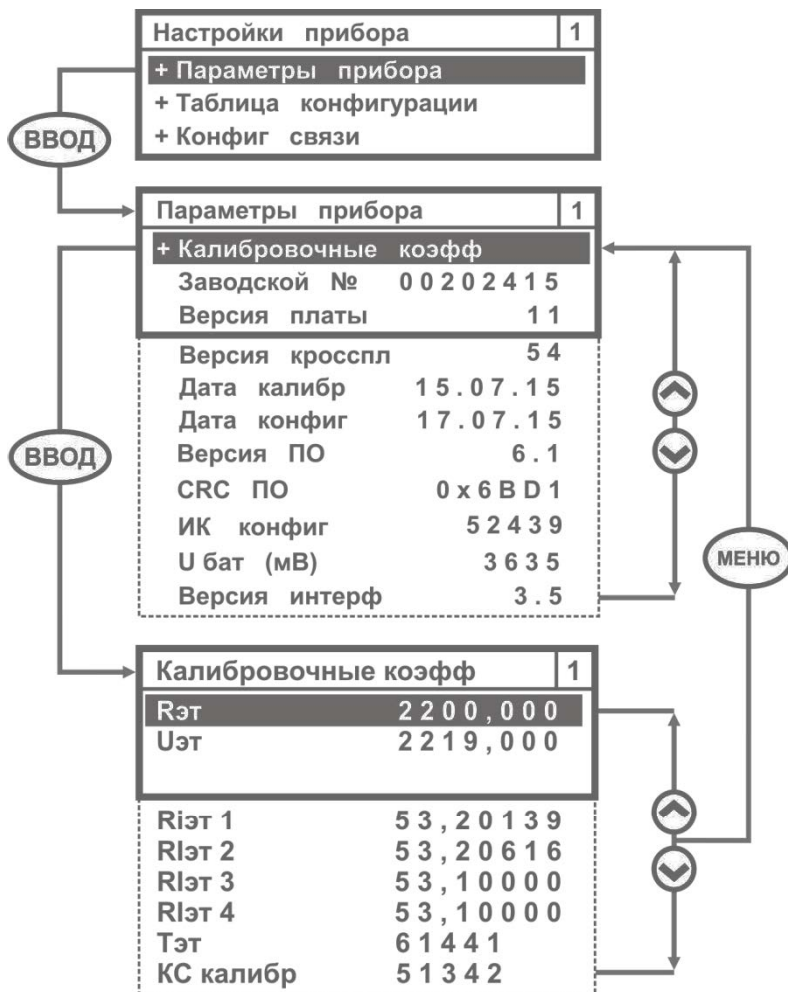 Настройки прибора 1
+ Параметры прибора
+ Таблица конфигурации
+ Конфиг связи
ВВОД
Параметры прибора 1
+ Калибровочные коэфф
Заводской № 00202415
Версия платы 11
Версия кросспл 54
Дата калибр 15.07.15
Дата конфиг 17.07.15
Версия ПО 6.1
CRC ПО 0x6BD1
ИК конфиг 52439
U бат (мВ) 3635
Версия интерф 3.5
ВВОД
МЕНЮ
Калибровочные коэфф 1
Rэт 2200,000
Uэт 2219,000
Riэт 1 53,20139
RIэт 2 53,20616
RIэт 3 53,10000
RIэт 4 53,10000
Тэт 61441
КС калибр 51342